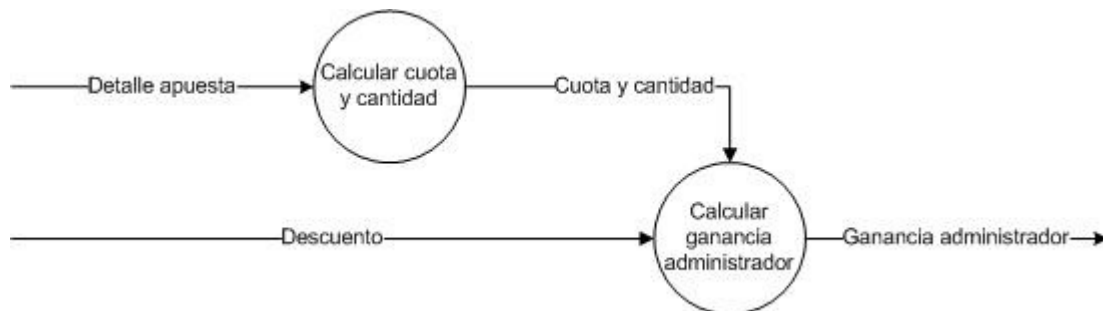 Detalle apuesta
Calcular cuota
y cantidad
Cuota y cantidad
Descuento
Calcular
ganancia
administrador
Ganancia administrador